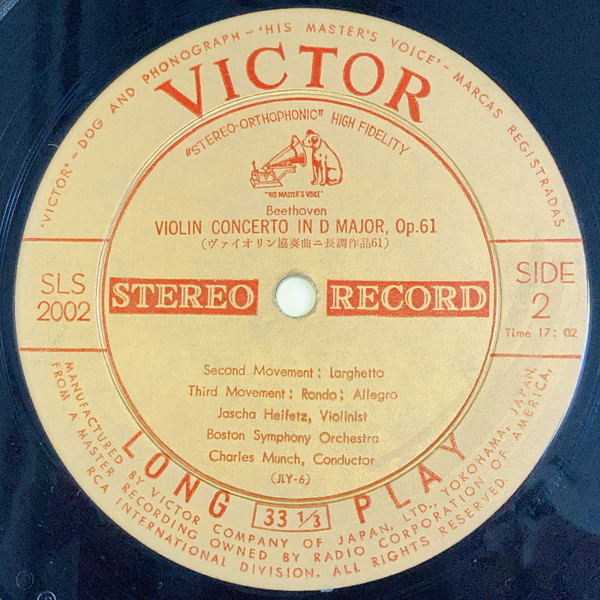 'VICTOR' – DOG AND PHONOGRAPH – 'HIS MASTER'S VOICE' – MARCAS REGISTRADAS
VICTOR
"STEREO-ORTHOPHONIC" HIGH FIDELITY
"HIS MASTER'S VOICE"
Beethoven
VIOLIN CONCERTO IN D MAJOR, Op.61
(ヴァイオリン協奏曲ニ長調作品61)
SLS
2002
STEREO RECORD
SIDE
2
Time 17: 02
Second Movement; Larghetto
Third Movement; Rondo; Allegro
Jascha Heifetz, Violinist
Boston Symphony Orchestra
Charles Munch, Conductor
(JLY-6)
LONG 33 1/3 PLAY
MANUFACTURED BY VICTOR COMPANY OF JAPAN, LTD., YOKOHAMA, JAPAN
FROM A MASTER RECORDING OWNED BY RADIO CORPORATION OF AMERICA,
RCA INTERNATIONAL DIVISION. ALL RIGHTS RESERVED.